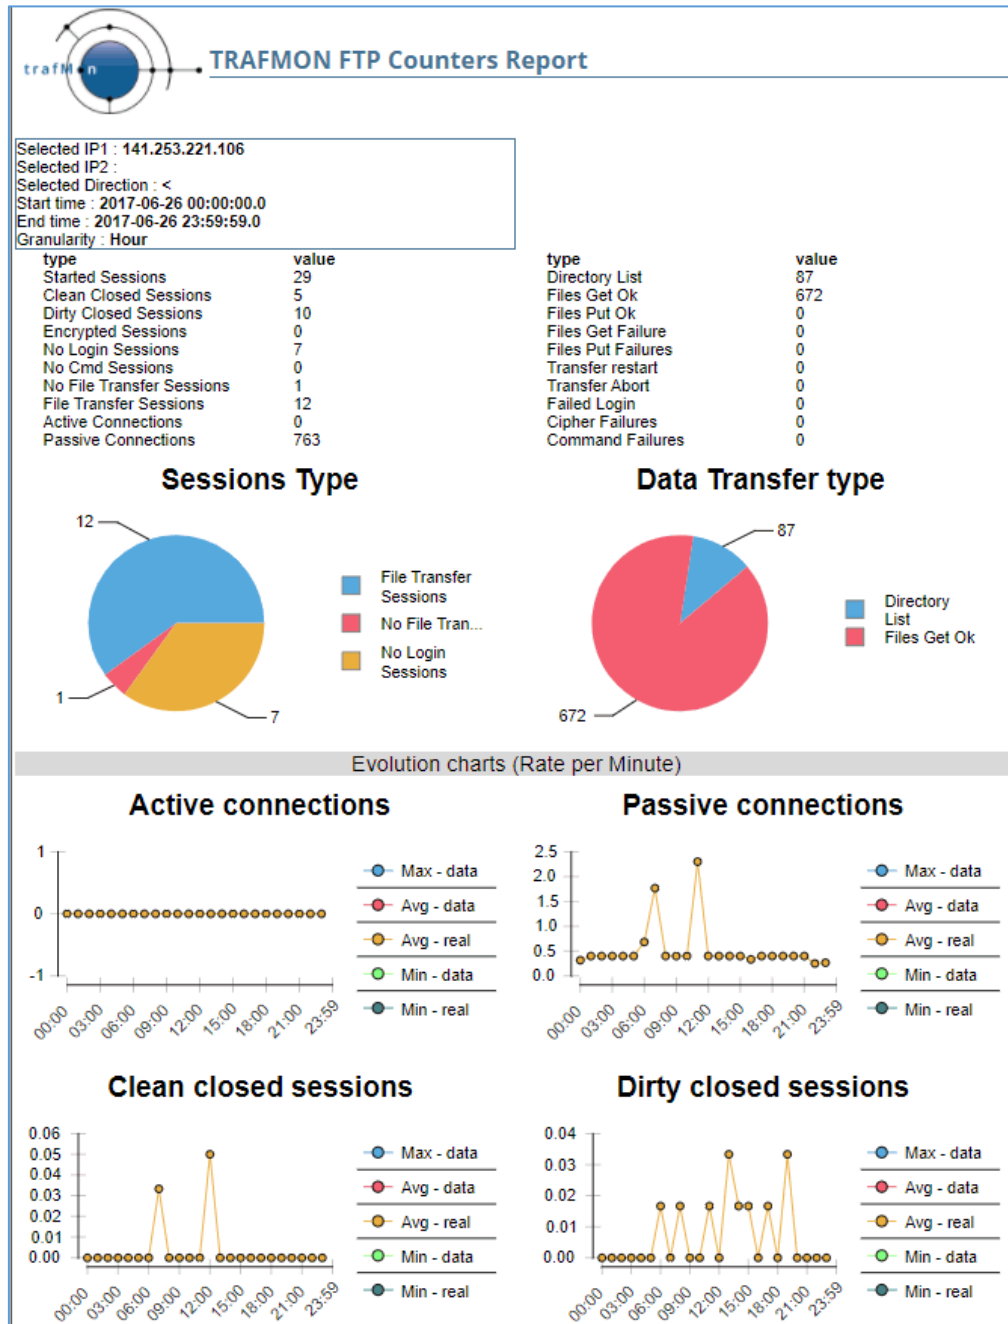 trafMon
TRAFMON FTP Counters Report
Selected IP1 : 141.253.221.106
Selected IP2 :
Selected Direction : <
Start time : 2017-06-26 00:00:00.0
End time : 2017-06-26 23:59:59.0
Granularity : Hour
type value
Started Sessions 29
Clean Closed Sessions 5
Dirty Closed Sessions 10
Encrypted Sessions 0
No Login Sessions 7
No Cmd Sessions 0
No File Transfer Sessions 1
File Transfer Sessions 12
Active Connections 0
Passive Connections 763
type value
Directory List 87
Files Get Ok 672
Files Put Ok 0
Files Get Failure 0
Files Put Failures 0
Transfer restart 0
Transfer Abort 0
Failed Login 0
Cipher Failures 0
Command Failures 0
Sessions Type
12
1
7
File Transfer
Sessions
No File Tran...
No Login
Sessions
Data Transfer type
87
672
Directory
List
Files Get Ok
Evolution charts (Rate per Minute)
Active connections
1
0
-1
00:00 03:00 06:00 09:00 12:00 15:00 18:00 21:00 23:59
Max - data
Avg - data
Avg - real
Min - data
Min - real
Passive connections
2.5
2.0
1.5
1.0
0.5
0.0
00:00 03:00 06:00 09:00 12:00 15:00 18:00 21:00 23:59
Max - data
Avg - data
Avg - real
Min - data
Min - real
Clean closed sessions
0.06
0.05
0.04
0.03
0.02
0.01
0.00
00:00 03:00 06:00 09:00 12:00 15:00 18:00 21:00 23:59
Max - data
Avg - data
Avg - real
Min - data
Min - real
Dirty closed sessions
0.04
0.03
0.02
0.01
0.00
00:00 03:00 06:00 09:00 12:00 15:00 18:00 21:00 23:59
Max - data
Avg - data
Avg - real
Min - data
Min - real